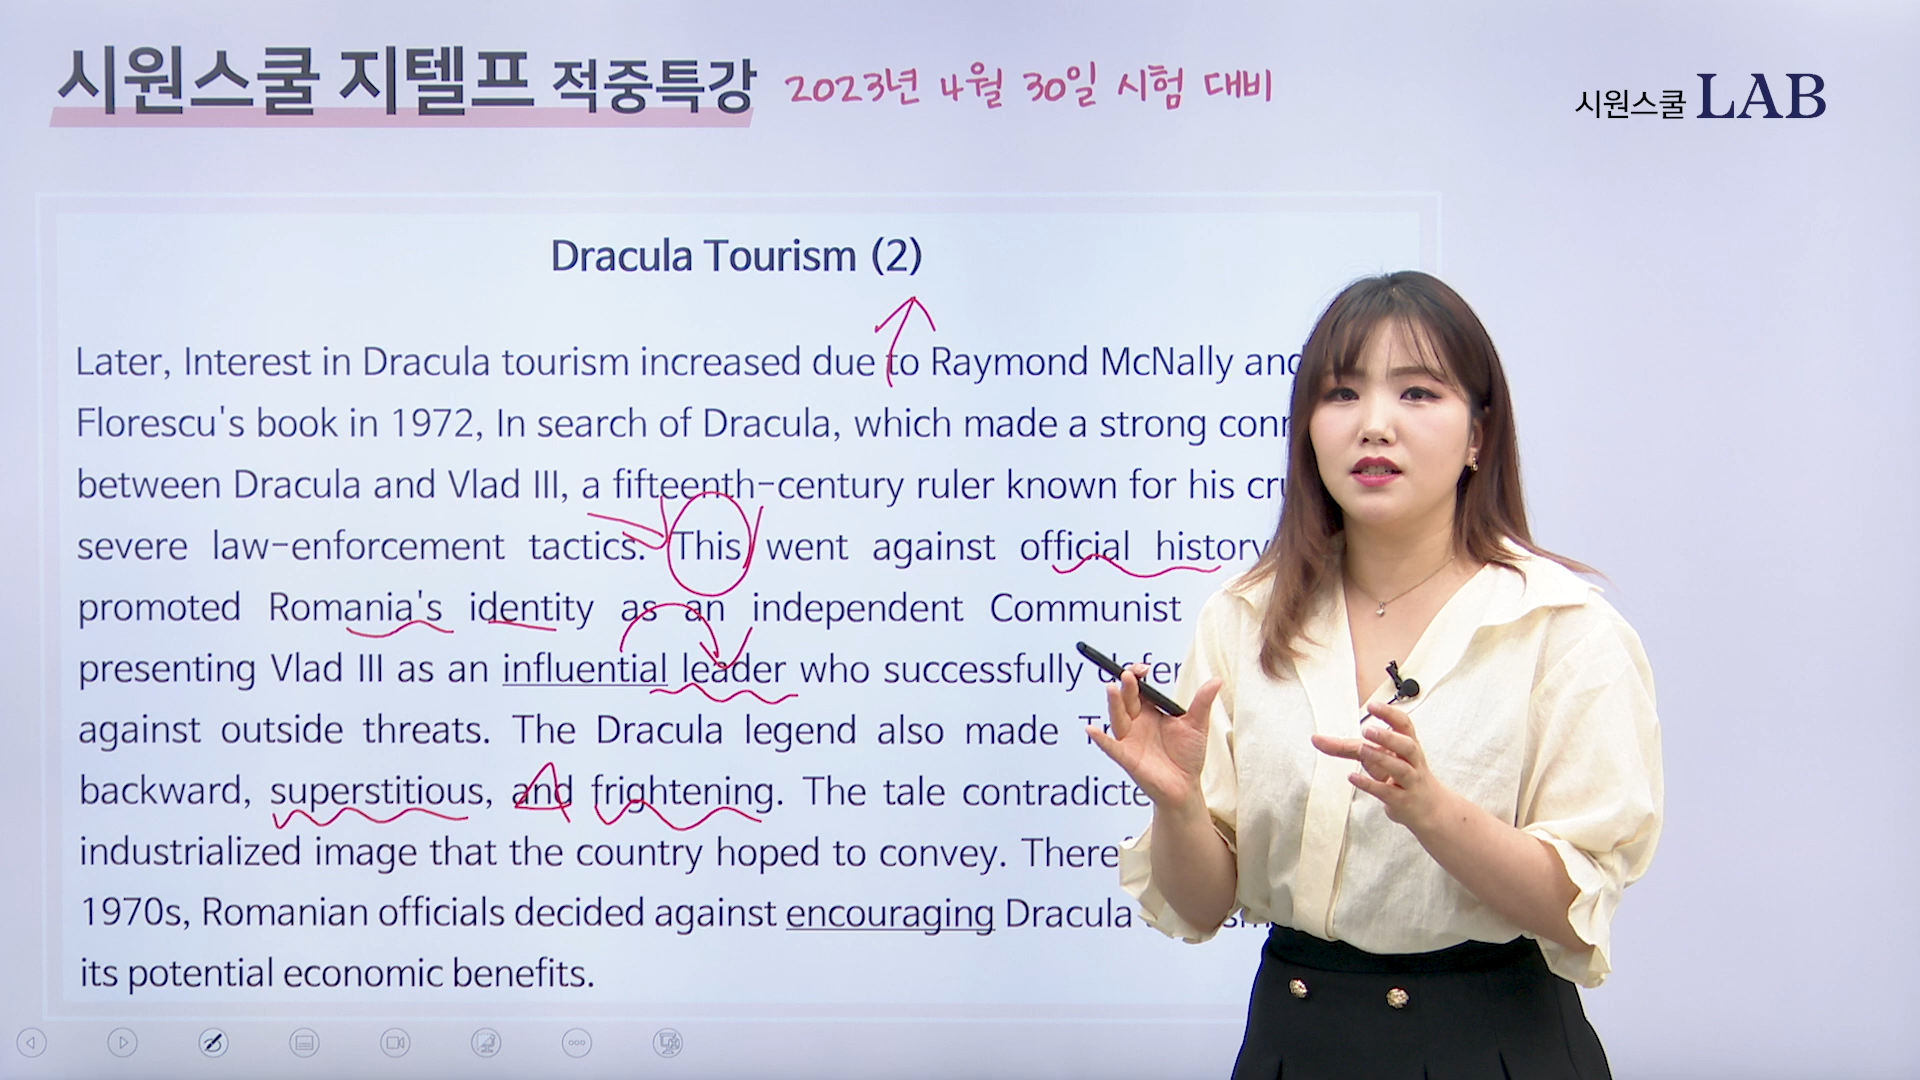 시원스쿨 지텔프 적중특강 2023년 4월 30일 시험 대비
시원스쿨 LAB
Dracula Tourism (2)
Later, Interest in Dracula tourism increased due to Raymond McNally and
Florescu's book in 1972, In search of Dracula, which made a strong
between Dracula and Vlad III, a fifteenth-century ruler known for his
severe law-enforcement tactics. This went against official history
promoted Romania's identity as an independent Communist
presenting Vlad III as an influential leader who successfully
against outside threats. The Dracula legend also made
backward, superstitious, and frightening. The tale
industrialized image that the country hoped to convey.
1970s, Romanian officials decided against encouraging Dracula
its potential economic benefits.